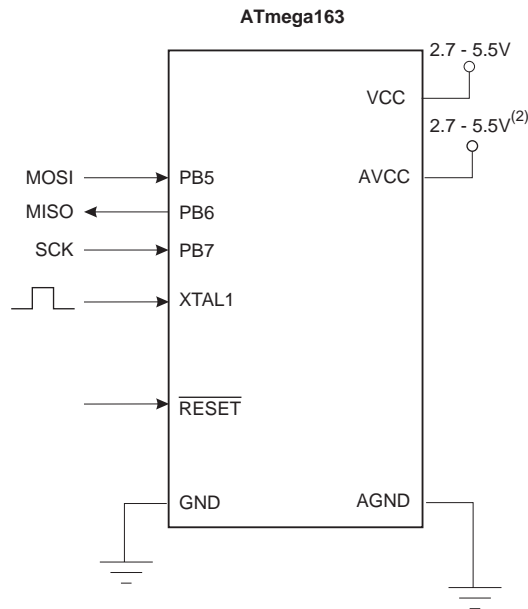 ATmega163
2.7 - 5.5V
VCC
2.7 - 5.5V(2)
AVCC
MOSI PB5
MISO PB6
SCK PB7
XTAL1
RESET
GND AGND